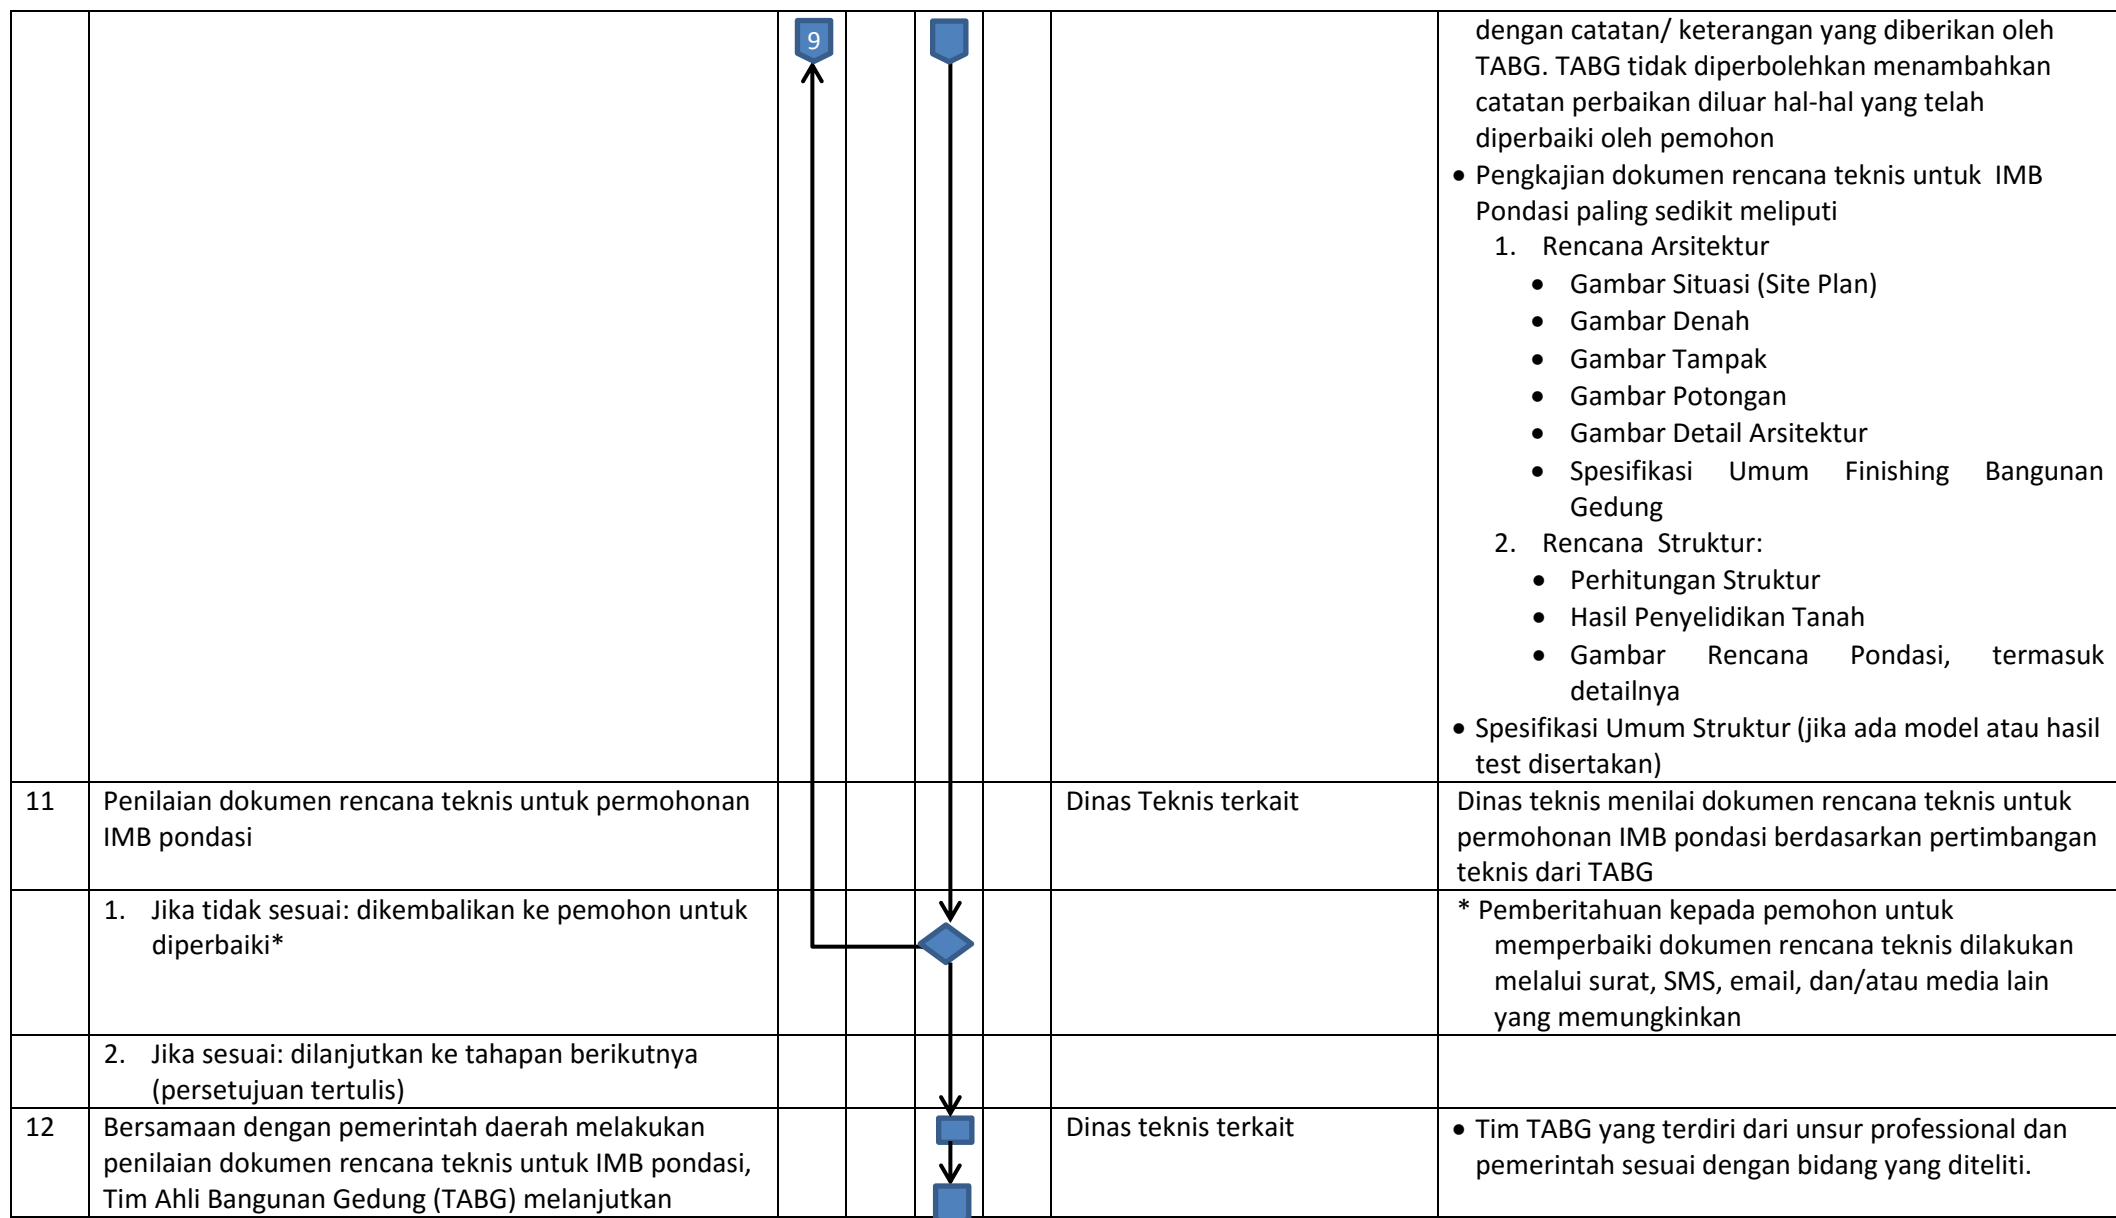 9
dengan catatan/ keterangan yang diberikan oleh
TABG. TABG tidak diperbolehkan menambahkan
catatan perbaikan diluar hal-hal yang telah
diperbaiki oleh pemohon
• Pengkajian dokumen rencana teknis untuk IMB
Pondasi paling sedikit meliputi
1. Rencana Arsitektur
• Gambar Situasi (Site Plan)
• Gambar Denah
• Gambar Tampak
• Gambar Potongan
• Gambar Detail Arsitektur
• Spesifikasi Umum Finishing Bangunan
Gedung
2. Rencana Struktur:
• Perhitungan Struktur
• Hasil Penyelidikan Tanah
• Gambar Rencana Pondasi, termasuk
detailnya
• Spesifikasi Umum Struktur (jika ada model atau hasil
test disertakan)
11
Penilaian dokumen rencana teknis untuk permohonan
IMB pondasi
Dinas Teknis terkait
Dinas teknis menilai dokumen rencana teknis untuk
permohonan IMB pondasi berdasarkan pertimbangan
teknis dari TABG
1. Jika tidak sesuai: dikembalikan ke pemohon untuk
diperbaiki*
* Pemberitahuan kepada pemohon untuk
memperbaiki dokumen rencana teknis dilakukan
melalui surat, SMS, email, dan/atau media lain
yang memungkinkan
2. Jika sesuai: dilanjutkan ke tahapan berikutnya
(persetujuan tertulis)
12
Bersamaan dengan pemerintah daerah melakukan
penilaian dokumen rencana teknis untuk IMB pondasi,
Tim Ahli Bangunan Gedung (TABG) melanjutkan
Dinas teknis terkait
• Tim TABG yang terdiri dari unsur professional dan
pemerintah sesuai dengan bidang yang diteliti.